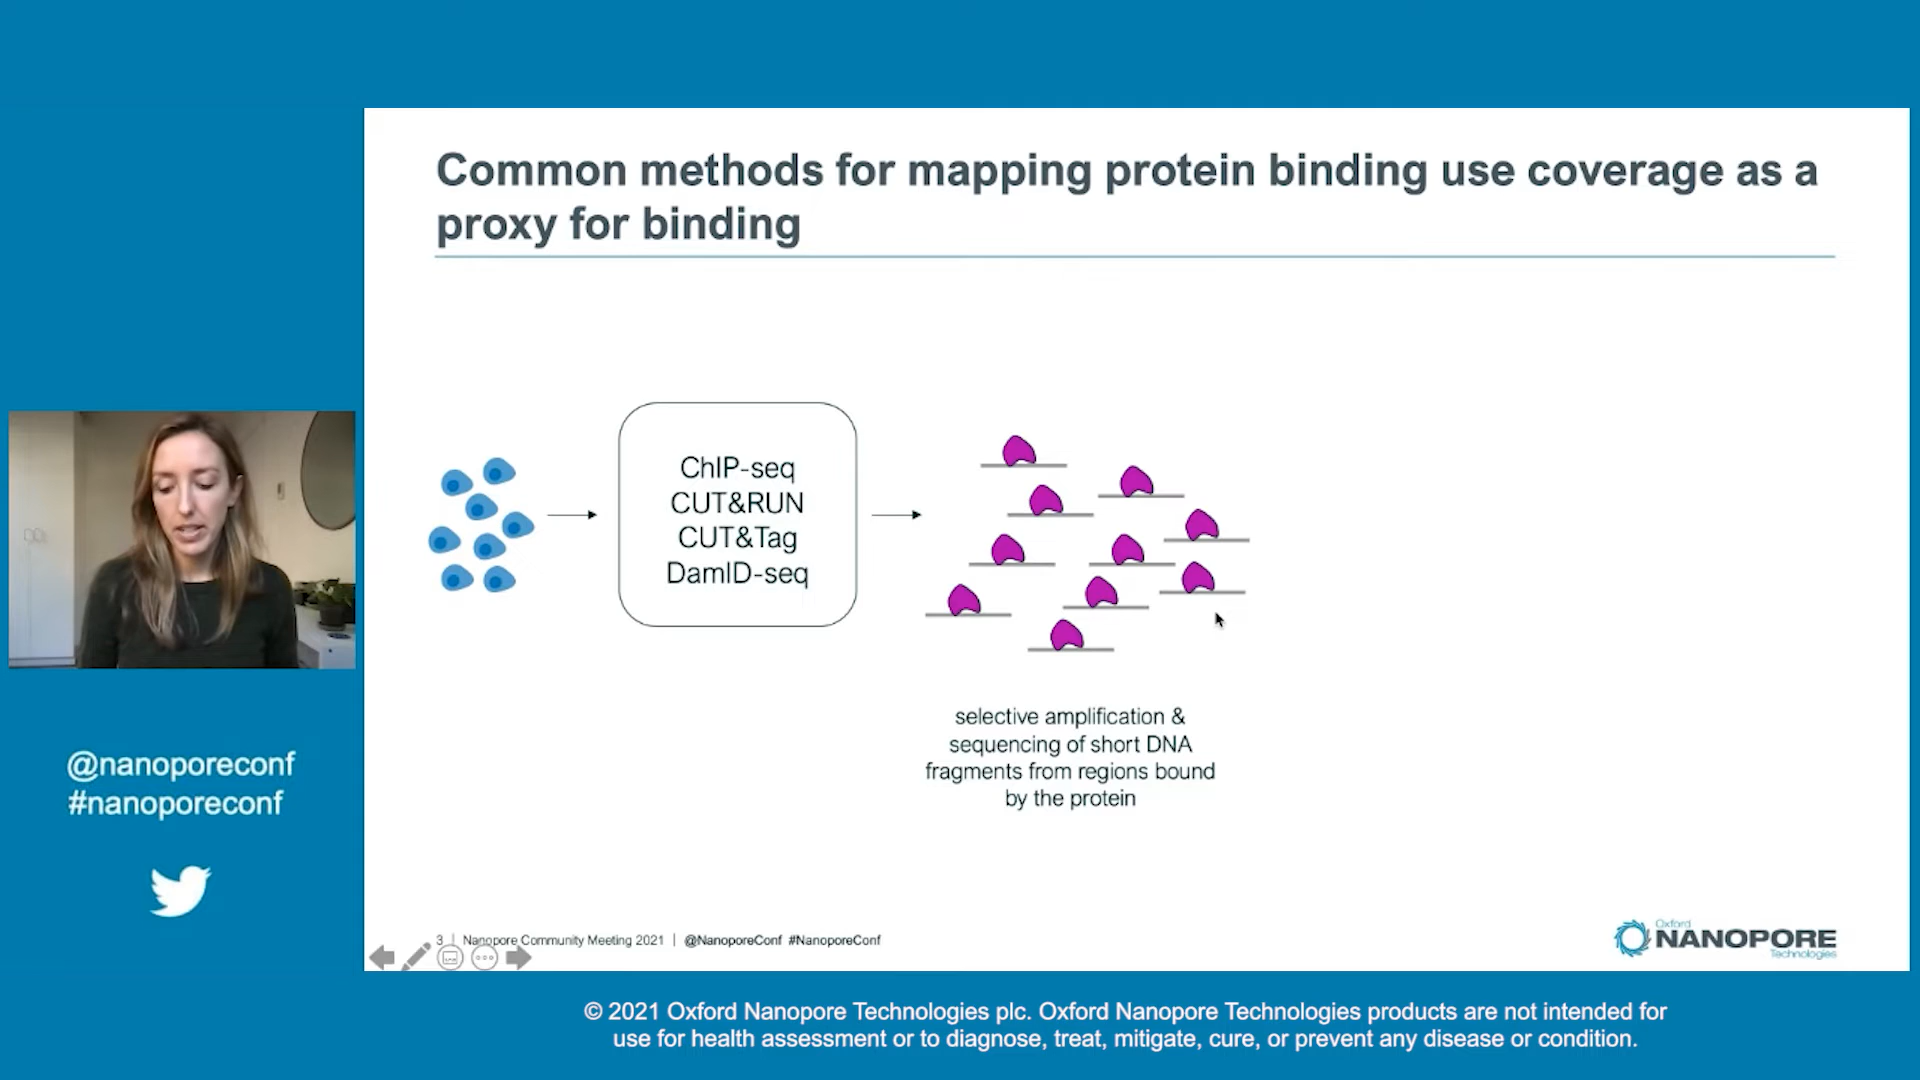 Common methods for mapping protein binding use coverage as a
proxy for binding
ChIP-seq
CUT&RUN
CUT&Tag
DamID-seq
selective amplification &
sequencing of short DNA
fragments from regions bound
by the protein
@nanoporeconf
#nanoporeconf
3 | Nanopore Community Meeting 2021 | @NanoporeConf #NanoporeConf
Oxford
NANOPORE
Technologies
© 2021 Oxford Nanopore Technologies plc. Oxford Nanopore Technologies products are not intended for
use for health assessment or to diagnose, treat, mitigate, cure, or prevent any disease or condition.